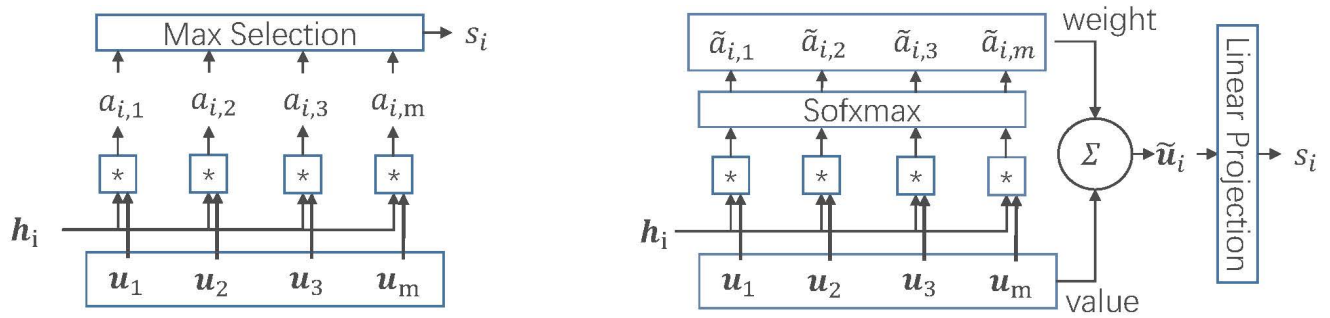 Max Selection
s_i
a_{i,1} a_{i,2} a_{i,3} a_{i,m}
* * * *
h_i
u_1 u_2 u_3 u_m
ã_{i,1} ã_{i,2} ã_{i,3} ã_{i,m}
weight
Sofxmax
* * * *
Σ
ũ_i
Linear Projection
s_i
h_i
u_1 u_2 u_3 u_m
value